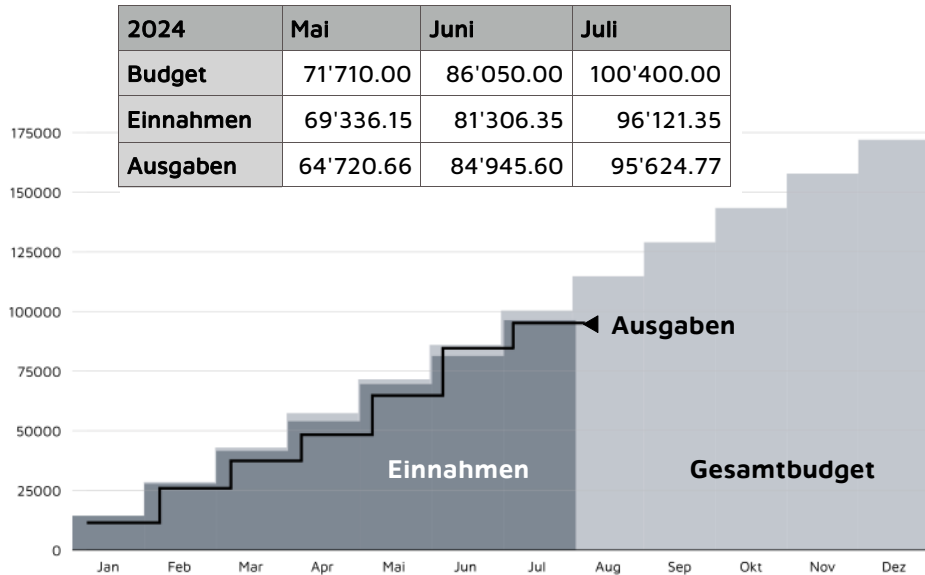 2024 Mai Juni Juli
Budget 71'710.00 86'050.00 100'400.00
Einnahmen 69'336.15 81'306.35 96'121.35
Ausgaben 64'720.66 84'945.60 95'624.77
175000
150000
125000
100000
75000
50000
25000
0
Ausgaben
Einnahmen
Gesamtbudget
Jan Feb Mar Apr Mai Jun Jul Aug Sep Okt Nov Dez